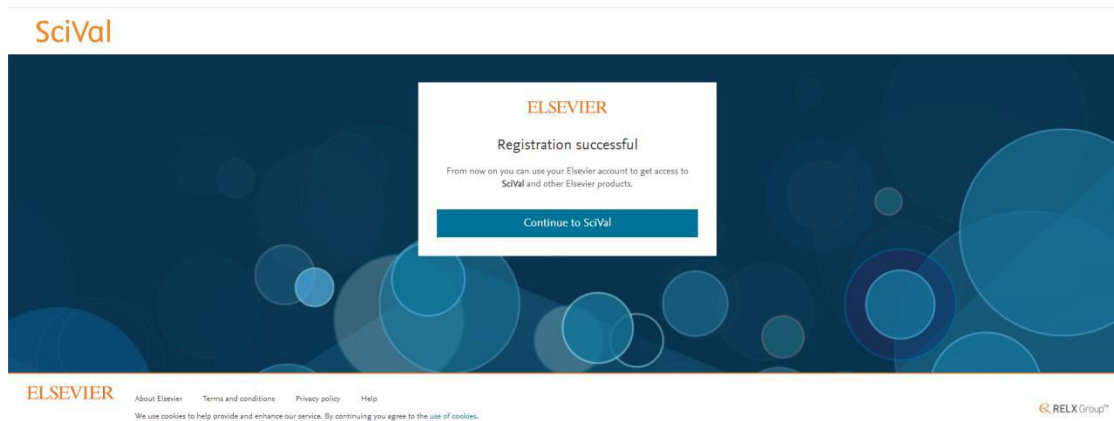 SciVal
ELSEVIER
Registration successful
From now on you can use your Elsevier account to get access to
SciVal and other Elsevier products.
Continue to SciVal
ELSEVIER
About Elsevier Terms and conditions Privacy policy Help
We use cookies to help provide and enhance our service. By continuing you agree to the use of cookies.
RELX Group™